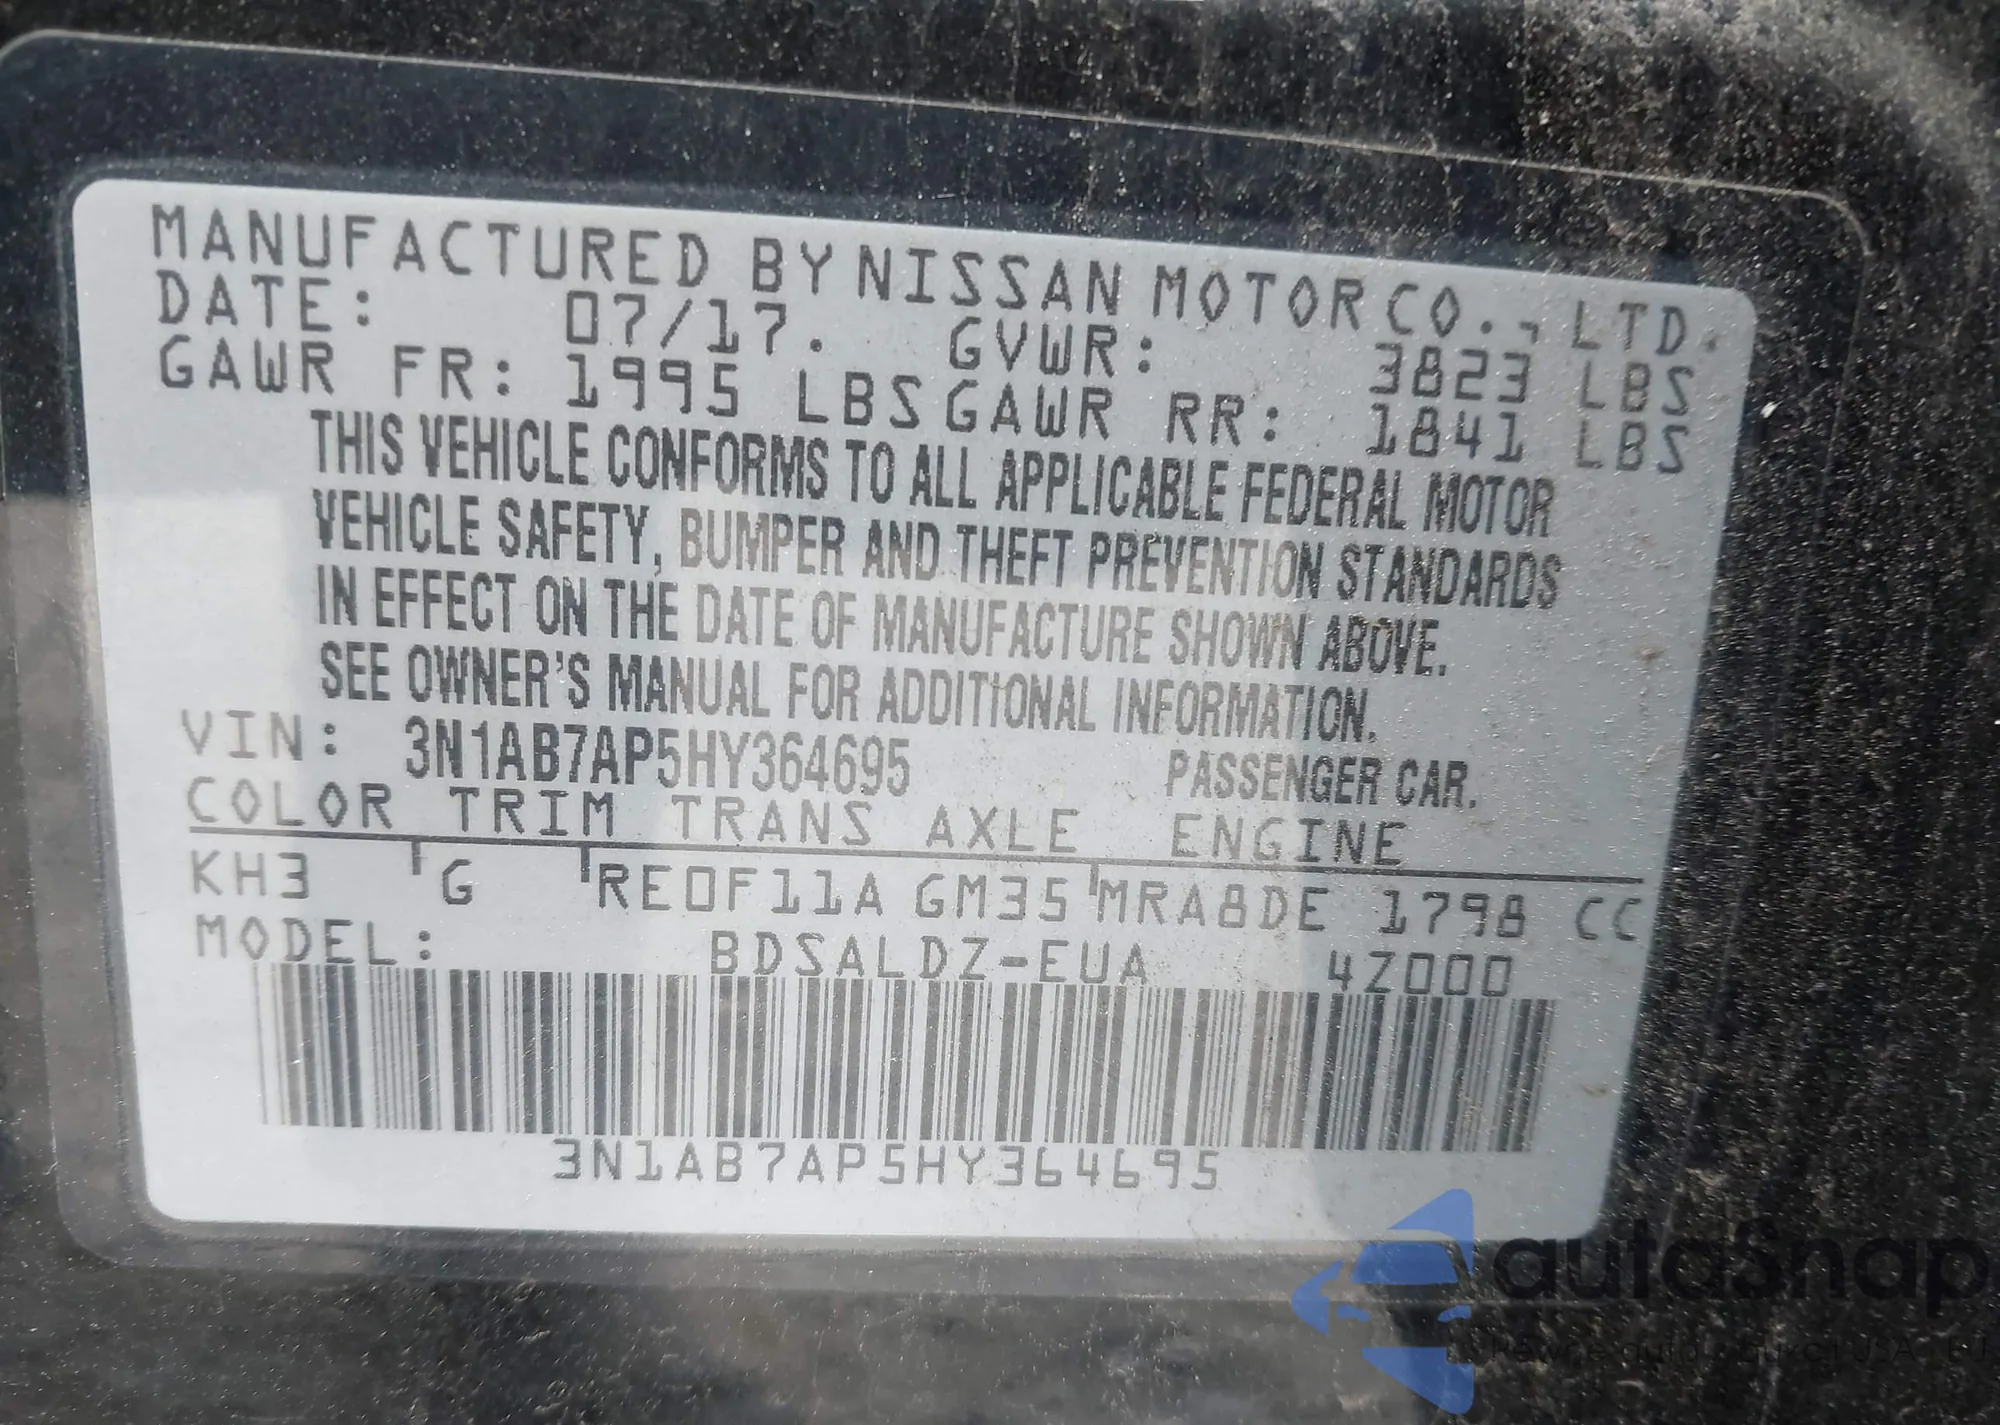 MANUFACTURED BY NISSAN MOTOR CO., LTD.
DATE: 07/17. GVWR: 3823 LBS
GAWR FR: 1995 LBS GAWR RR: 1841 LBS
THIS VEHICLE CONFORMS TO ALL APPLICABLE FEDERAL MOTOR
VEHICLE SAFETY, BUMPER AND THEFT PREVENTION STANDARDS
IN EFFECT ON THE DATE OF MANUFACTURE SHOWN ABOVE.
SEE OWNER'S MANUAL FOR ADDITIONAL INFORMATION.
VIN: 3N1AB7AP5HY364695 PASSENGER CAR.
COLOR TRIM TRANS AXLE ENGINE
KH3 G RE0F11A GM35 MRA8DE 1798 CC
MODEL: BDSALDZ-EUA 4Z000
3N1AB7AP5HY364695
autoSnap